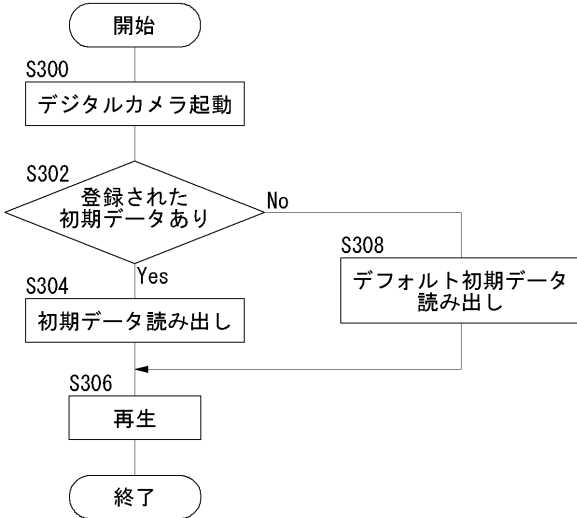 開始
S300
デジタルカメラ起動
S302
登録された
初期データあり
No
Yes
S304
初期データ読み出し
S308
デフォルト初期データ
読み出し
S306
再生
終了